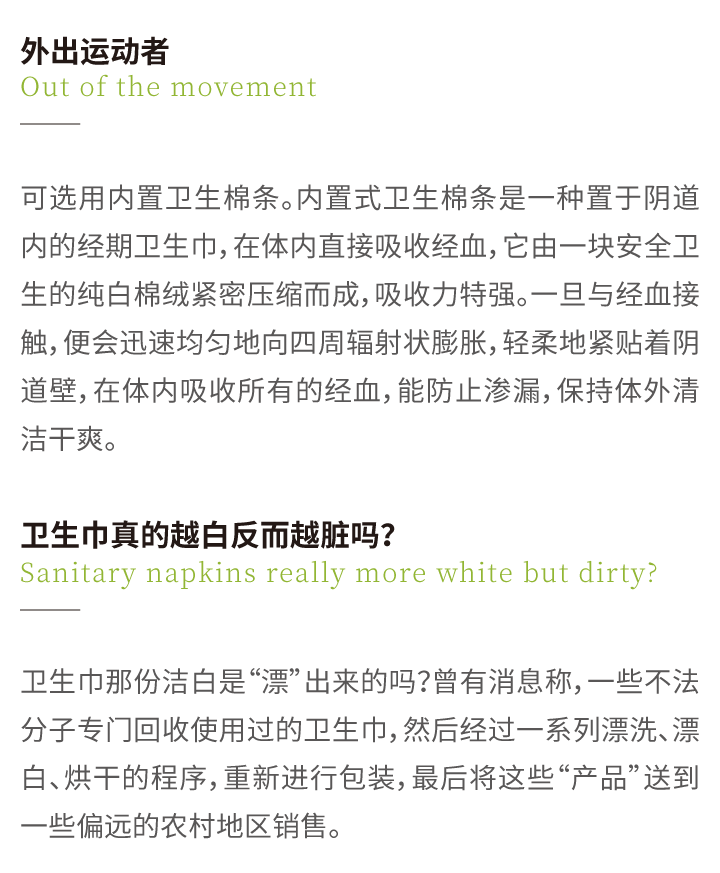 外出运动者
Out of the movement
可选用内置卫生棉条。内置式卫生棉条是一种置于阴道
内的经期卫生巾，在体内直接吸收经血，它由一块安全卫
生的纯白棉绒紧密压缩而成，吸收力特强。一旦与经血接
触，便会迅速均匀地向四周辐射状膨胀，轻柔地紧贴着阴
道壁，在体内吸收所有的经血，能防止渗漏，保持体外清
洁干爽。
卫生巾真的越白反而越脏吗？
Sanitary napkins really more white but dirty?
卫生巾那份洁白是“漂”出来的吗？曾有消息称，一些不法
分子专门回收使用过的卫生巾，然后经过一系列漂洗、漂
白、烘干的程序，重新进行包装，最后将这些“产品”送到
一些偏远的农村地区销售。